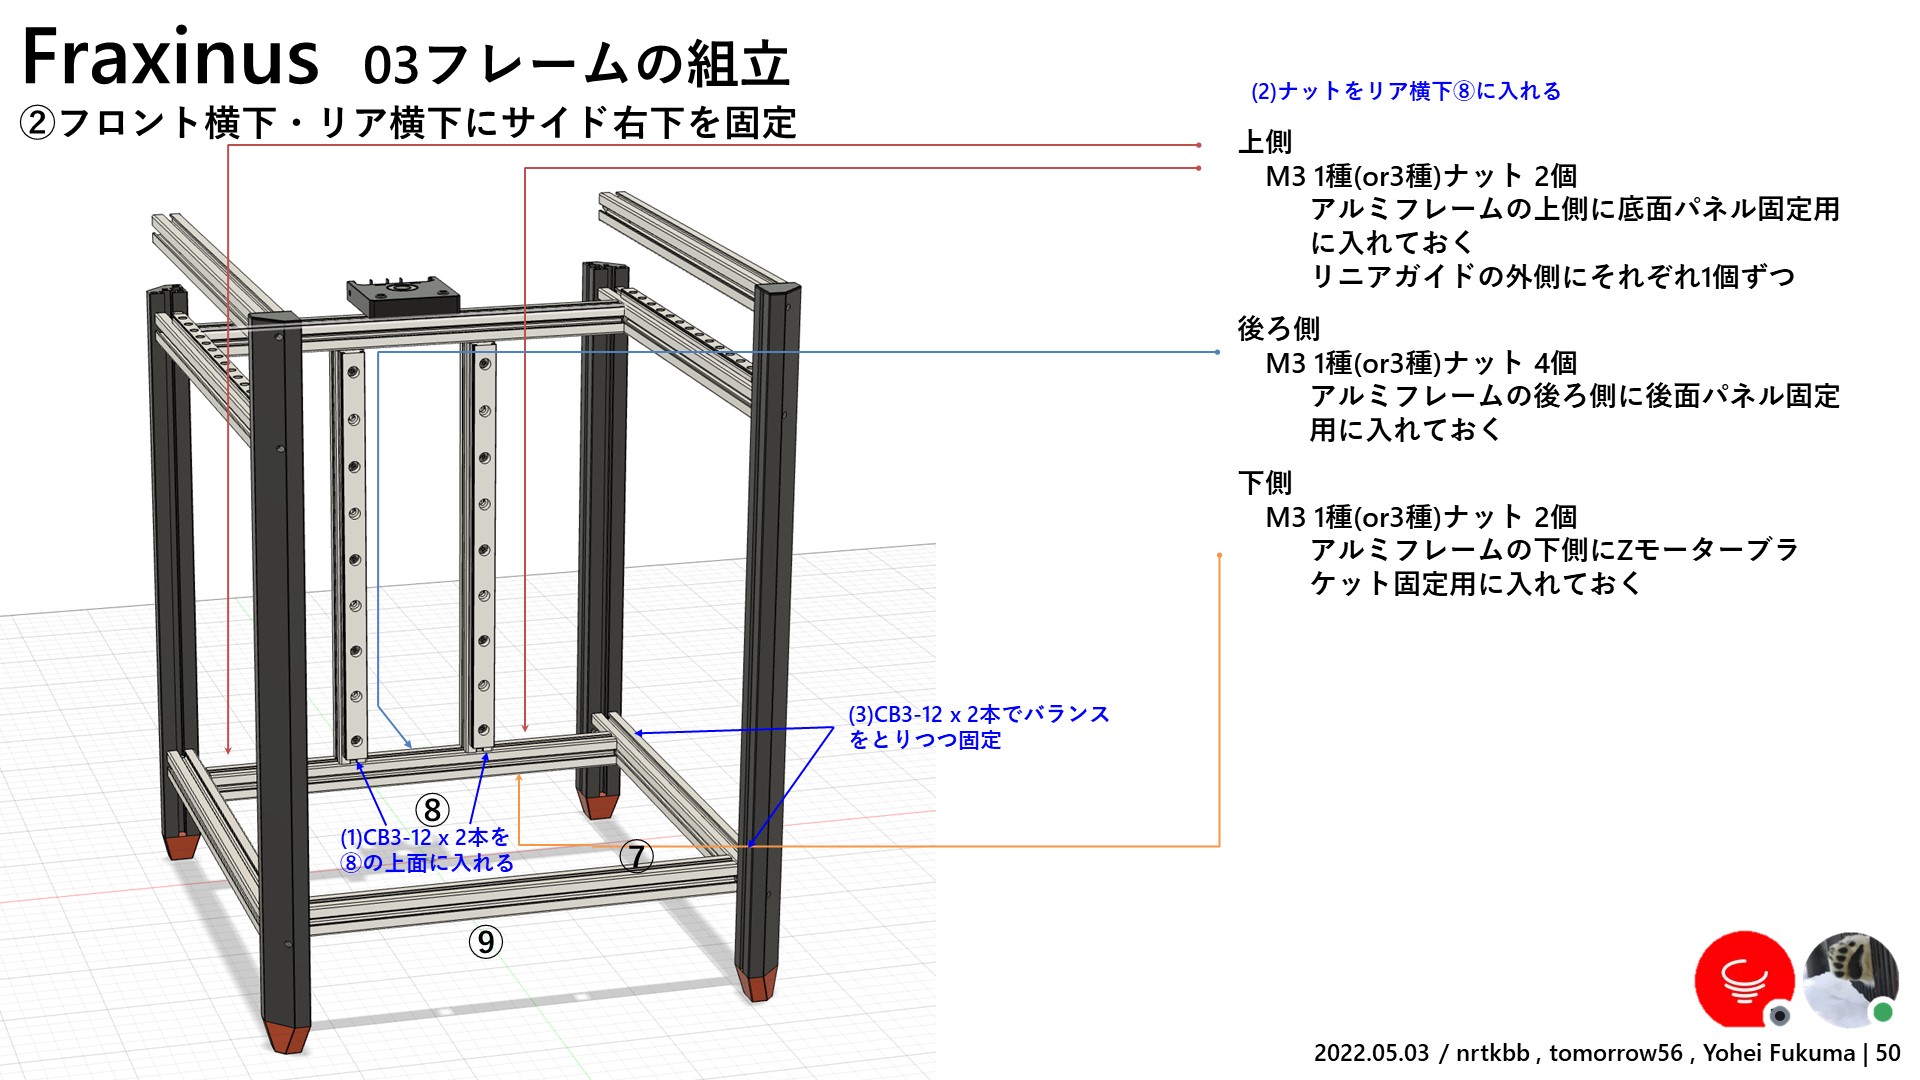 Fraxinus 03フレームの組立
②フロント横下・リア横下にサイド右下を固定
(2)ナットをリア横下⑧に入れる
上側
M3 1種(or3種)ナット 2個
アルミフレームの上側に底面パネル固定用
に入れておく
リニアガイドの外側にそれぞれ1個ずつ
後ろ側
M3 1種(or3種)ナット 4個
アルミフレームの後ろ側に後面パネル固定
用に入れておく
下側
M3 1種(or3種)ナット 2個
アルミフレームの下側にZモーターブラ
ケット固定用に入れておく
(3)CB3-12 x 2本でバランス
をとりつつ固定
⑧
(1)CB3-12 x 2本を
⑧の上面に入れる
⑦
⑨
2022.05.03 / nrtkbb , tomorrow56 , Yohei Fukuma | 50